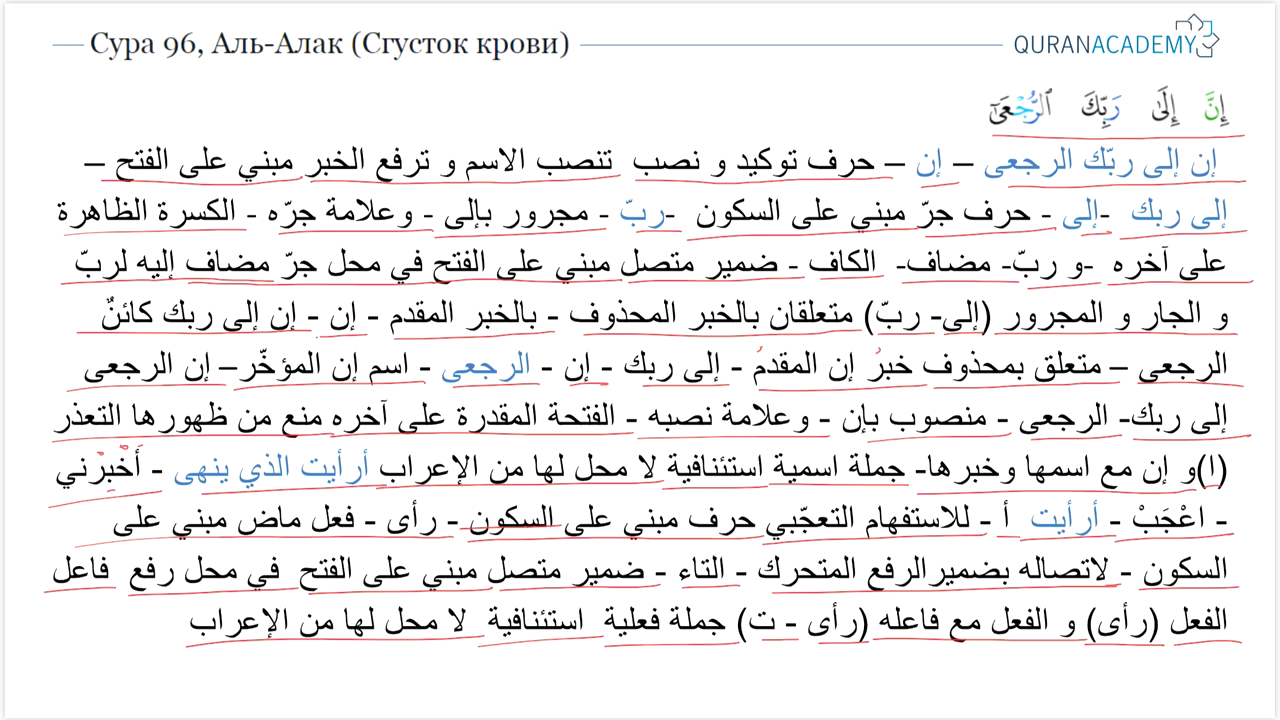 Сура 96, Аль-Алак (Сгусток крови)
QURANACADEMY
إِنَّ إِلَىٰ رَبِّكَ ٱلرُّجْعَىٰٓ
إن إلى ربّك الرجعى – إن – حرف توكيد و نصب تنصب الاسم و ترفع الخبر مبني على الفتح –
إلى ربك -إلى - حرف جرّ مبني على السكون -ربّ - مجرور بإلى - وعلامة جرّه - الكسرة الظاهرة
على آخره -و ربّ- مضاف- الكاف - ضمير متصل مبني على الفتح في محل جرّ مضاف إليه لربّ
و الجار و المجرور (إلى- ربّ) متعلقان بالخبر المحذوف - بالخبر المقدم - إن - إن إلى ربك كائنٌ
الرجعى – متعلق بمحذوف خبرُ إن المقدمُ - إلى ربك - إن - الرجعى - اسم إن المؤخّر– إن الرجعى
إلى ربك- الرجعى - منصوب بإن - وعلامة نصبه - الفتحة المقدرة على آخره منع من ظهورها التعذر
(ا)و إن مع اسمها وخبرها- جملة اسمية استئنافية لا محل لها من الإعراب أرأيت الذي ينهى - أَخْبِرْني
- اعْجَبْ - أرأيت أ - للاستفهام التعجّبي حرف مبني على السكون - رأى - فعل ماض مبني على
السكون - لاتصاله بضميرالرفع المتحرك - التاء - ضمير متصل مبني على الفتح في محل رفع فاعل
الفعل (رأى) و الفعل مع فاعله (رأى - ت) جملة فعلية استئنافية لا محل لها من الإعراب